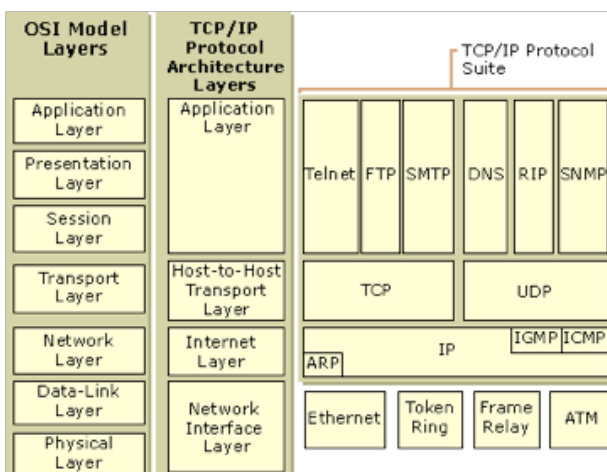 OSI Model
Layers
TCP/IP
Protocol
Architecture
Layers
TCP/IP Protocol
Suite
Application
Layer
Presentation
Layer
Session
Layer
Transport
Layer
Network
Layer
Data-Link
Layer
Physical
Layer
Application
Layer
Host-to-Host
Transport
Layer
Internet
Layer
Network
Interface
Layer
Telnet FTP SMTP DNS RIP SNMP
TCP UDP
IGMP ICMP
IP
ARP
Ethernet
Token
Ring
Frame
Relay
ATM